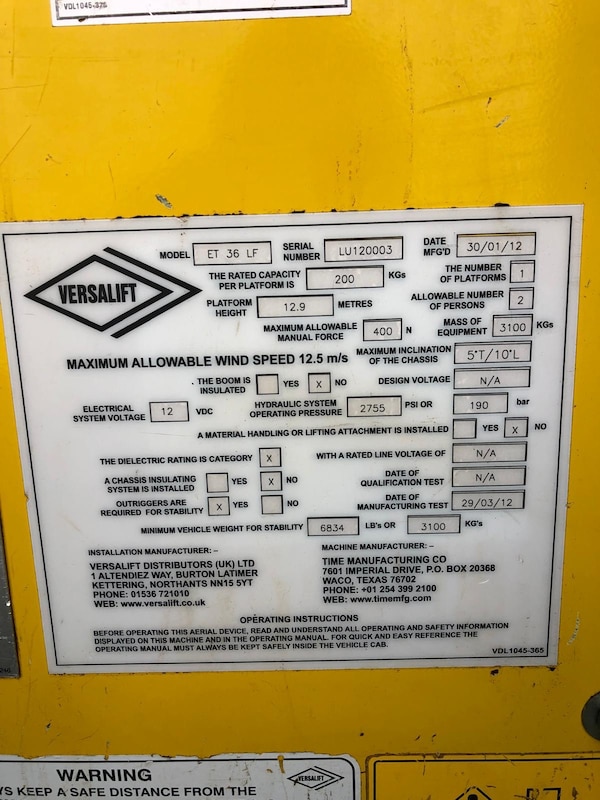 VDL1045-375
VERSALIFT
MODEL ET 36 LF SERIAL NUMBER LU120003 DATE MFG'D 30/01/12
THE RATED CAPACITY PER PLATFORM IS 200 KGs THE NUMBER OF PLATFORMS 1
PLATFORM HEIGHT 12.9 METRES ALLOWABLE NUMBER OF PERSONS 2
MAXIMUM ALLOWABLE MANUAL FORCE 400 N MASS OF EQUIPMENT 3100 KGs
MAXIMUM ALLOWABLE WIND SPEED 12.5 m/s MAXIMUM INCLINATION OF THE CHASSIS 5°T/10°L
THE BOOM IS INSULATED YES X NO DESIGN VOLTAGE N/A
ELECTRICAL SYSTEM VOLTAGE 12 VDC HYDRAULIC SYSTEM OPERATING PRESSURE 2755 PSI OR 190 bar
A MATERIAL HANDLING OR LIFTING ATTACHMENT IS INSTALLED YES X NO
THE DIELECTRIC RATING IS CATEGORY X WITH A RATED LINE VOLTAGE OF N/A
A CHASSIS INSULATING SYSTEM IS INSTALLED YES X NO DATE OF QUALIFICATION TEST N/A
OUTRIGGERS ARE REQUIRED FOR STABILITY X YES NO DATE OF MANUFACTURING TEST 29/03/12
MINIMUM VEHICLE WEIGHT FOR STABILITY 6834 LB's OR 3100 KG's
INSTALLATION MANUFACTURER: –
VERSALIFT DISTRIBUTORS (UK) LTD
1 ALTENDIEZ WAY, BURTON LATIMER
KETTERING, NORTHANTS NN15 5YT
PHONE: 01536 721010
WEB: www.versalift.co.uk
MACHINE MANUFACTURER: –
TIME MANUFACTURING CO
7601 IMPERIAL DRIVE, P.O. BOX 20368
WACO, TEXAS 76702
PHONE: +01 254 399 2100
WEB: www.timemfg.com
OPERATING INSTRUCTIONS
BEFORE OPERATING THIS AERIAL DEVICE, READ AND UNDERSTAND ALL OPERATING AND SAFETY INFORMATION
DISPLAYED ON THIS MACHINE AND IN THE OPERATING MANUAL. FOR QUICK AND EASY REFERENCE THE
OPERATING MANUAL MUST ALWAYS BE KEPT SAFELY INSIDE THE VEHICLE CAB.
VDL1045-365
WARNING
VERSALIFT
YS KEEP A SAFE DISTANCE FROM THE